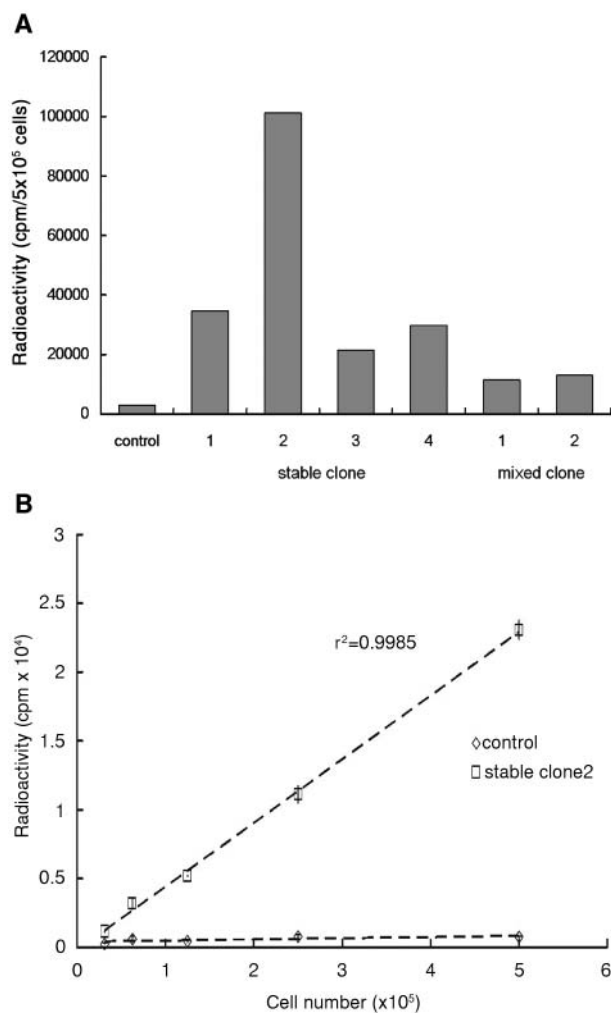 A
Radioactivity (cpm/5x10⁵ cells)
120000
100000
80000
60000
40000
20000
0
control 1 2 3 4 1 2
stable clone mixed clone
B
Radioactivity (cpm x 10⁴)
3
2.5
2
1.5
1
0.5
0
r²=0.9985
control
stable clone2
0 1 2 3 4 5 6
Cell number (x10⁵)